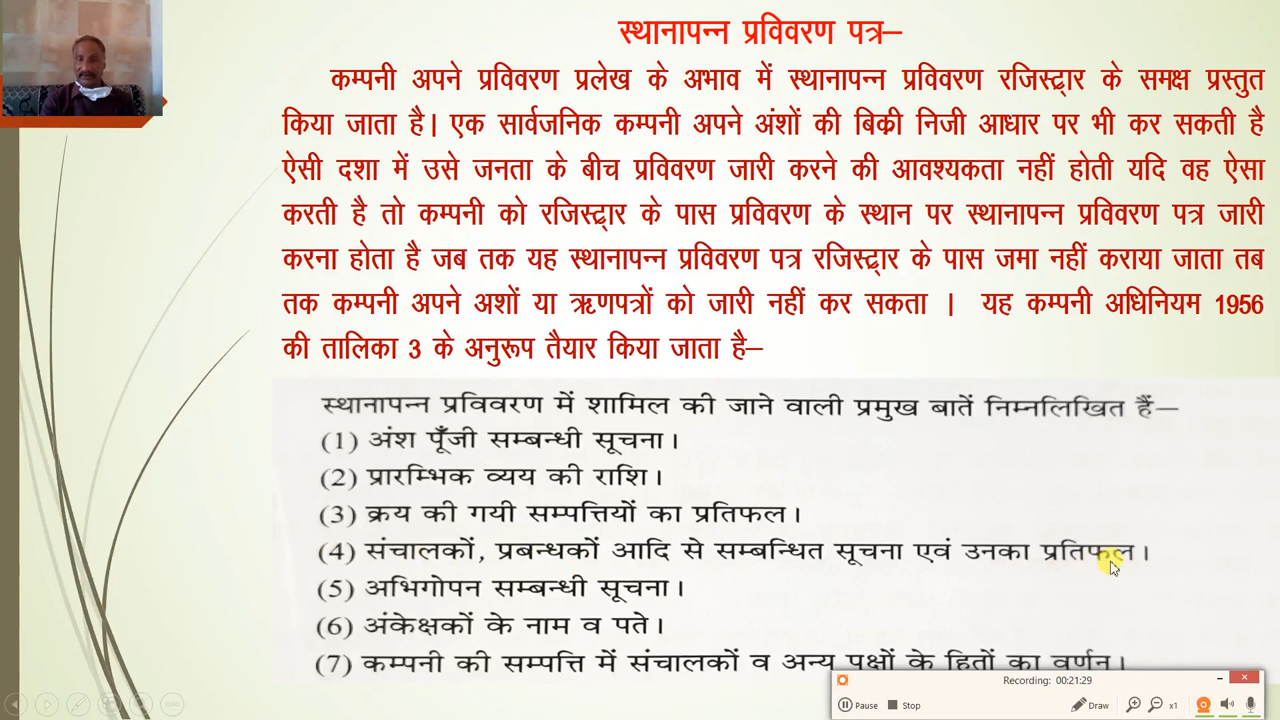 स्थानापन्न प्रविवरण पत्र–
कम्पनी अपने प्रविवरण प्रलेख के अभाव में स्थानापन्न प्रविवरण रजिस्ट्रार के समक्ष प्रस्तुत
किया जाता है। एक सार्वजनिक कम्पनी अपने अंशों की बिक्री निजी आधार पर भी कर सकती है
ऐसी दशा में उसे जनता के बीच प्रविवरण जारी करने की आवश्यकता नहीं होती यदि वह ऐसा
करती है तो कम्पनी को रजिस्ट्रार के पास प्रविवरण के स्थान पर स्थानापन्न प्रविवरण पत्र जारी
करना होता है जब तक यह स्थानापन्न प्रविवरण पत्र रजिस्ट्रार के पास जमा नहीं कराया जाता तब
तक कम्पनी अपने अशों या ऋणपत्रों को जारी नहीं कर सकता । यह कम्पनी अधिनियम 1956
की तालिका 3 के अनुरूप तैयार किया जाता है–
स्थानापन्न प्रविवरण में शामिल की जाने वाली प्रमुख बातें निम्नलिखित हैं—
(1) अंश पूँजी सम्बन्धी सूचना।
(2) प्रारम्भिक व्यय की राशि।
(3) क्रय की गयी सम्पत्तियों का प्रतिफल।
(4) संचालकों, प्रबन्धकों आदि से सम्बन्धित सूचना एवं उनका प्रतिफल।
(5) अभिगोपन सम्बन्धी सूचना।
(6) अंकेक्षकों के नाम व पते।
(7) कम्पनी की सम्पत्ति में संचालकों व अन्य पक्षों के हितों का वर्णन।
Recording: 00:21:29
Pause Stop Draw x1